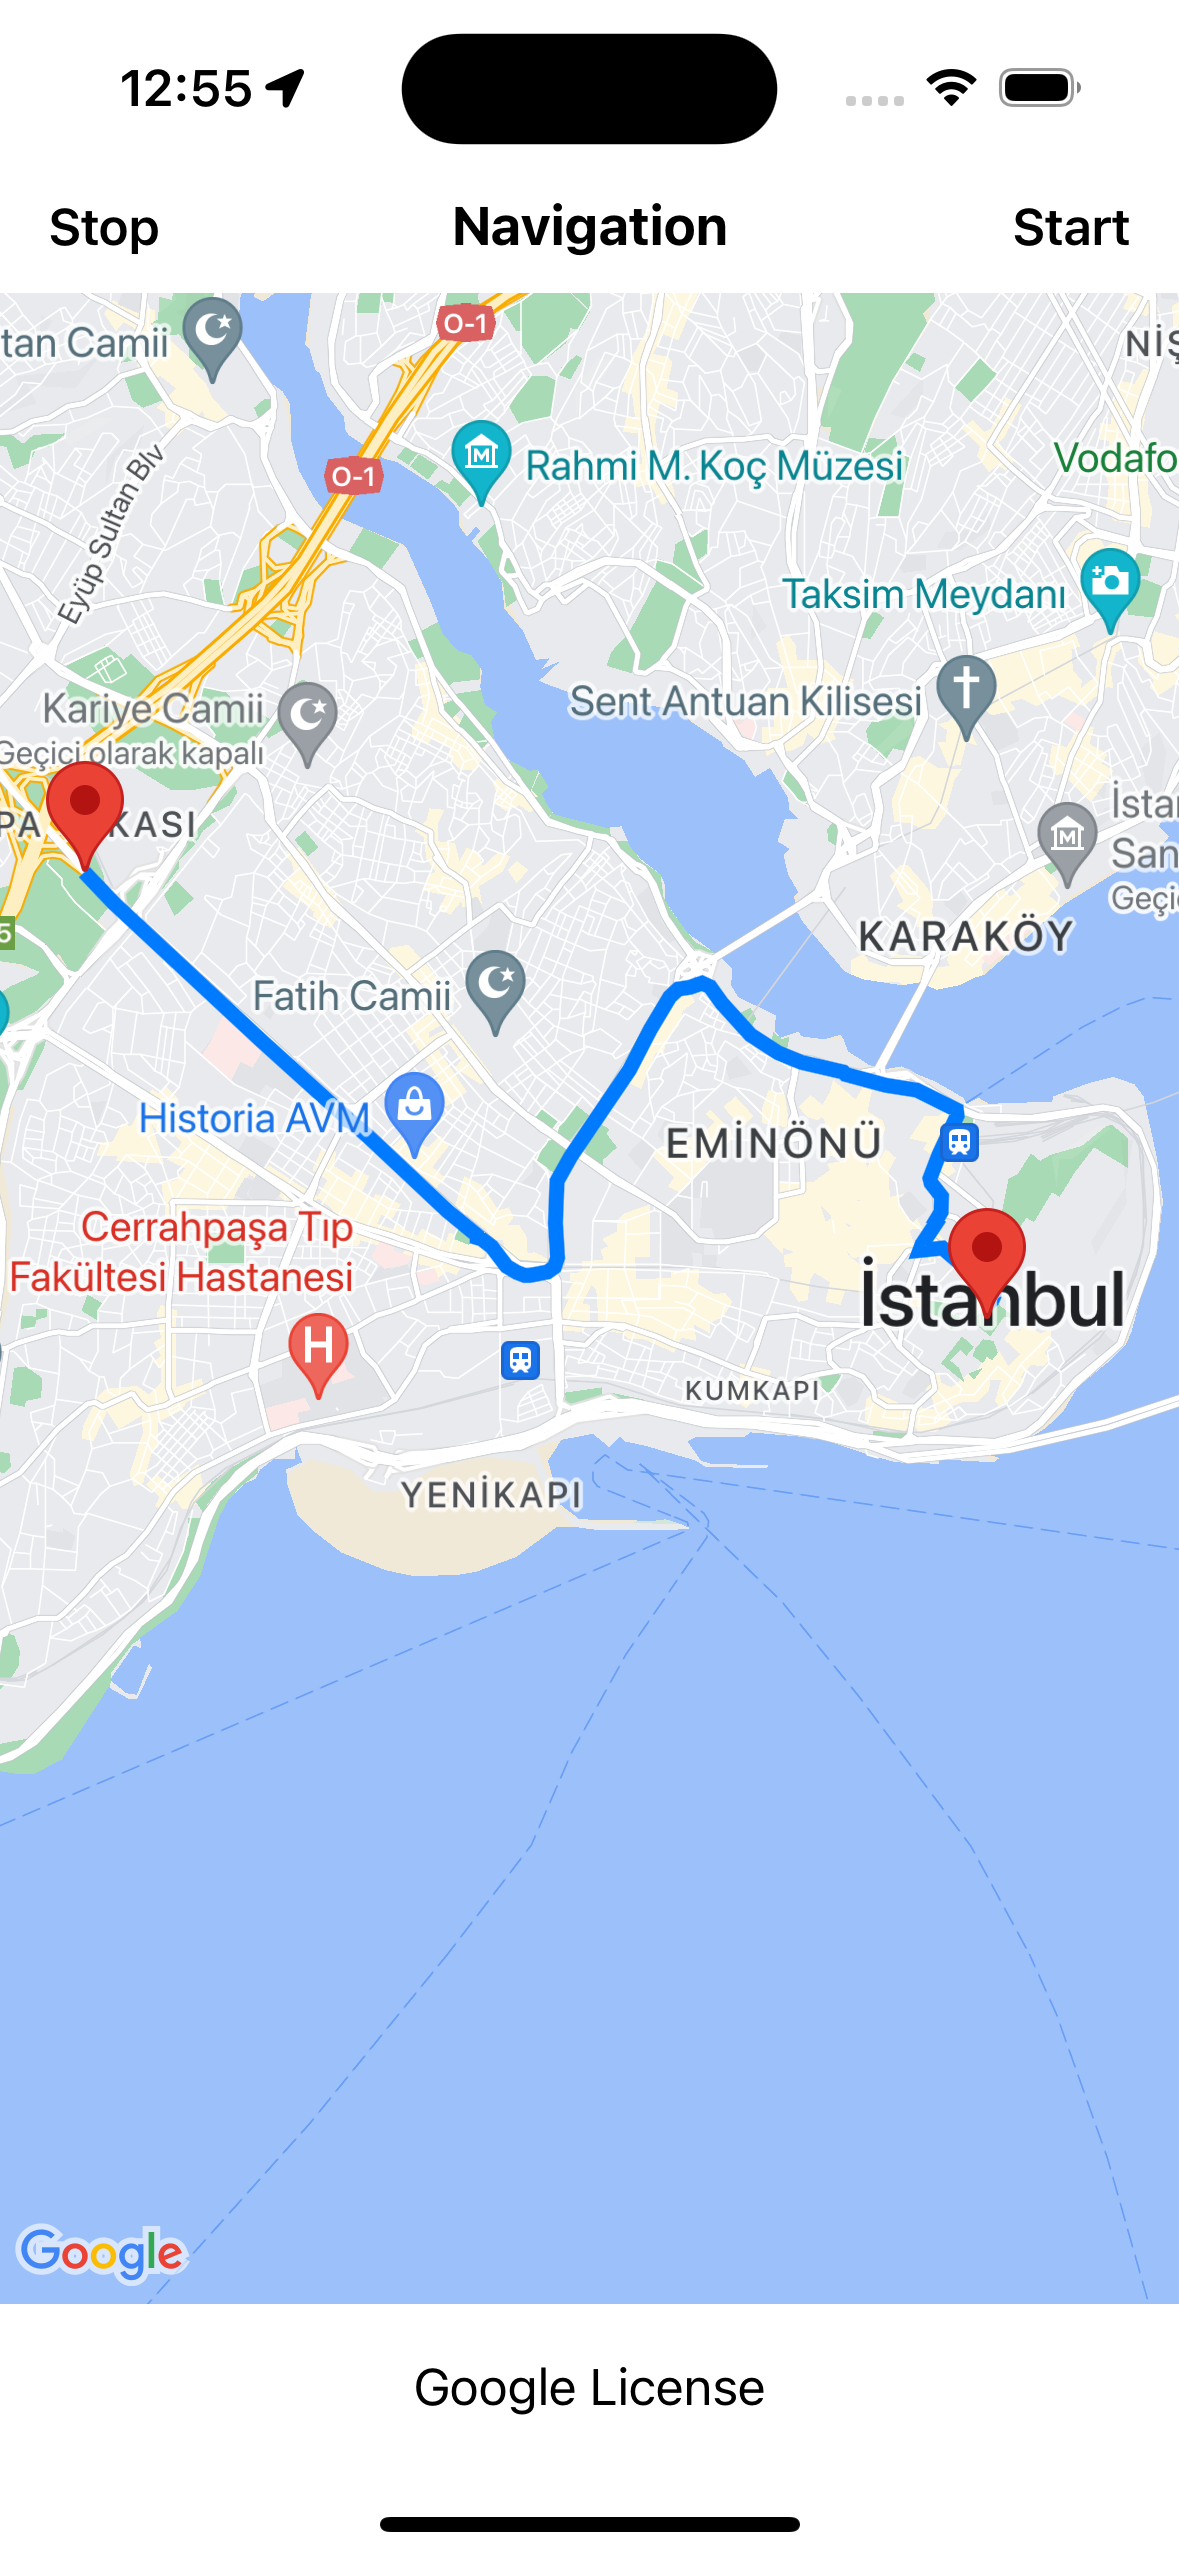 12:55
Stop
Navigation
Start
O-1
tan Camii
NİŞ
Vodafo
Rahmi M. Koç Müzesi
O-1
Eyüp Sultan Blv
Taksim Meydanı
Sent Antuan Kilisesi
Kariye Camii
Geçici olarak kapalı
PA KASI
İstan
San
Geçic
5
KARAKÖY
Fatih Camii
Historia AVM
EMİNÖNÜ
Cerrahpaşa Tıp
Fakültesi Hastanesi
H
İstanbul
KUMKAPI
YENİKAPI
Google
Google License